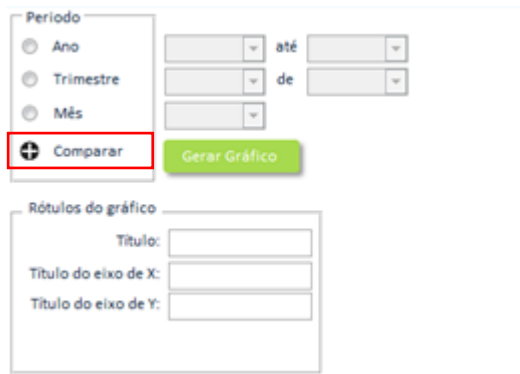 Periodo
Ano até
Trimestre de
Mês
Comparar Gerar Gráfico
Rótulos do gráfico
Título:
Título do eixo de X:
Título do eixo de Y: